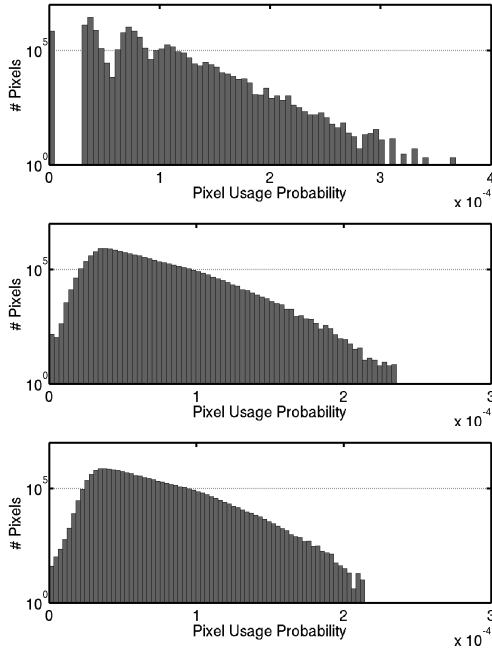 # Pixels
10^5
10^0
0 1 2 3 4
Pixel Usage Probability
x 10^-4
# Pixels
10^5
10^0
0 1 2 3
Pixel Usage Probability
x 10^-4
# Pixels
10^5
10^0
0 1 2 3
Pixel Usage Probability
x 10^-4